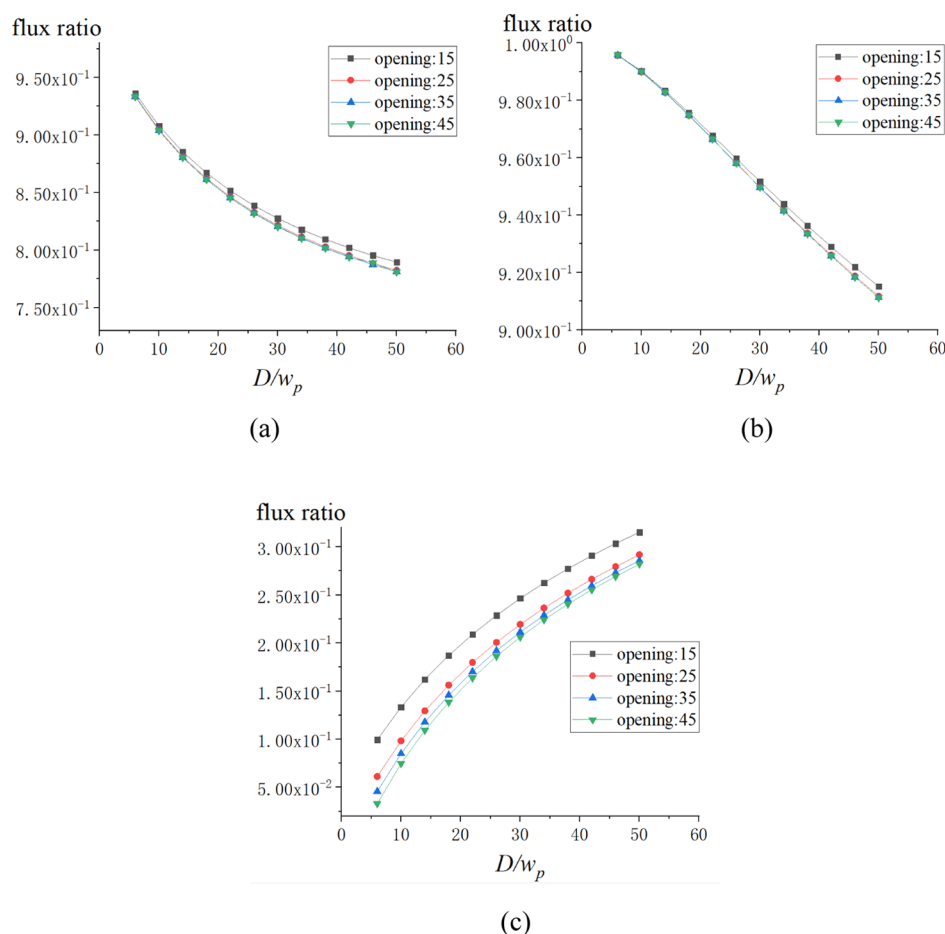 flux ratio
9.50x10⁻¹
9.00x10⁻¹
8.50x10⁻¹
8.00x10⁻¹
7.50x10⁻¹
opening:15
opening:25
opening:35
opening:45
0 10 20 30 40 50 60
D/wₚ
(a)
flux ratio
1.00x10⁰
9.80x10⁻¹
9.60x10⁻¹
9.40x10⁻¹
9.20x10⁻¹
9.00x10⁻¹
opening:15
opening:25
opening:35
opening:45
0 10 20 30 40 50 60
D/wₚ
(b)
flux ratio
3.00x10⁻¹
2.50x10⁻¹
2.00x10⁻¹
1.50x10⁻¹
1.00x10⁻¹
5.00x10⁻²
opening:15
opening:25
opening:35
opening:45
0 10 20 30 40 50 60
D/wₚ
(c)